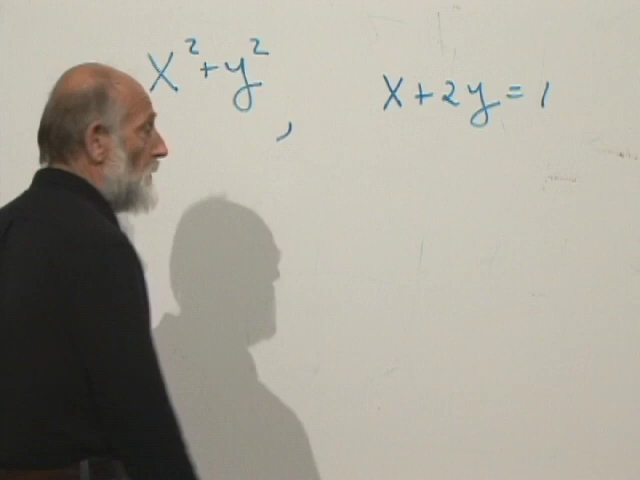 x² + y² , x + 2y = 1